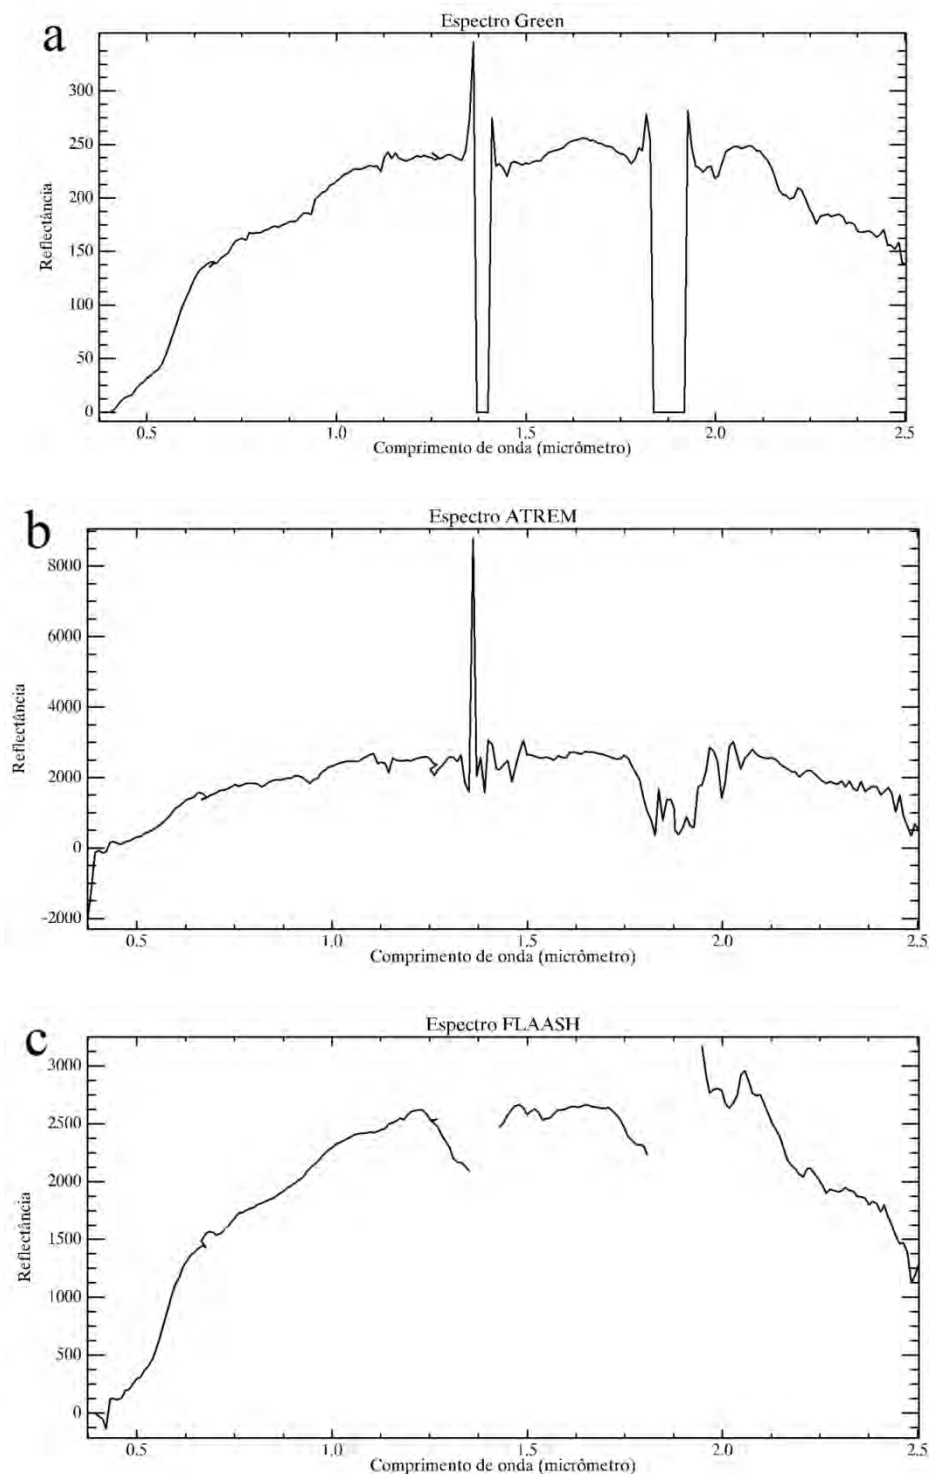 a
Espectro Green
300
250
200
150
100
50
0
Reflectância
0.5 1.0 1.5 2.0 2.5
Comprimento de onda (micrômetro)
b
Espectro ATREM
8000
6000
4000
2000
0
-2000
Reflectância
0.5 1.0 1.5 2.0 2.5
Comprimento de onda (micrômetro)
c
Espectro FLAASH
3000
2500
2000
1500
1000
500
0
Reflectância
0.5 1.0 1.5 2.0 2.5
Comprimento de onda (micrômetro)